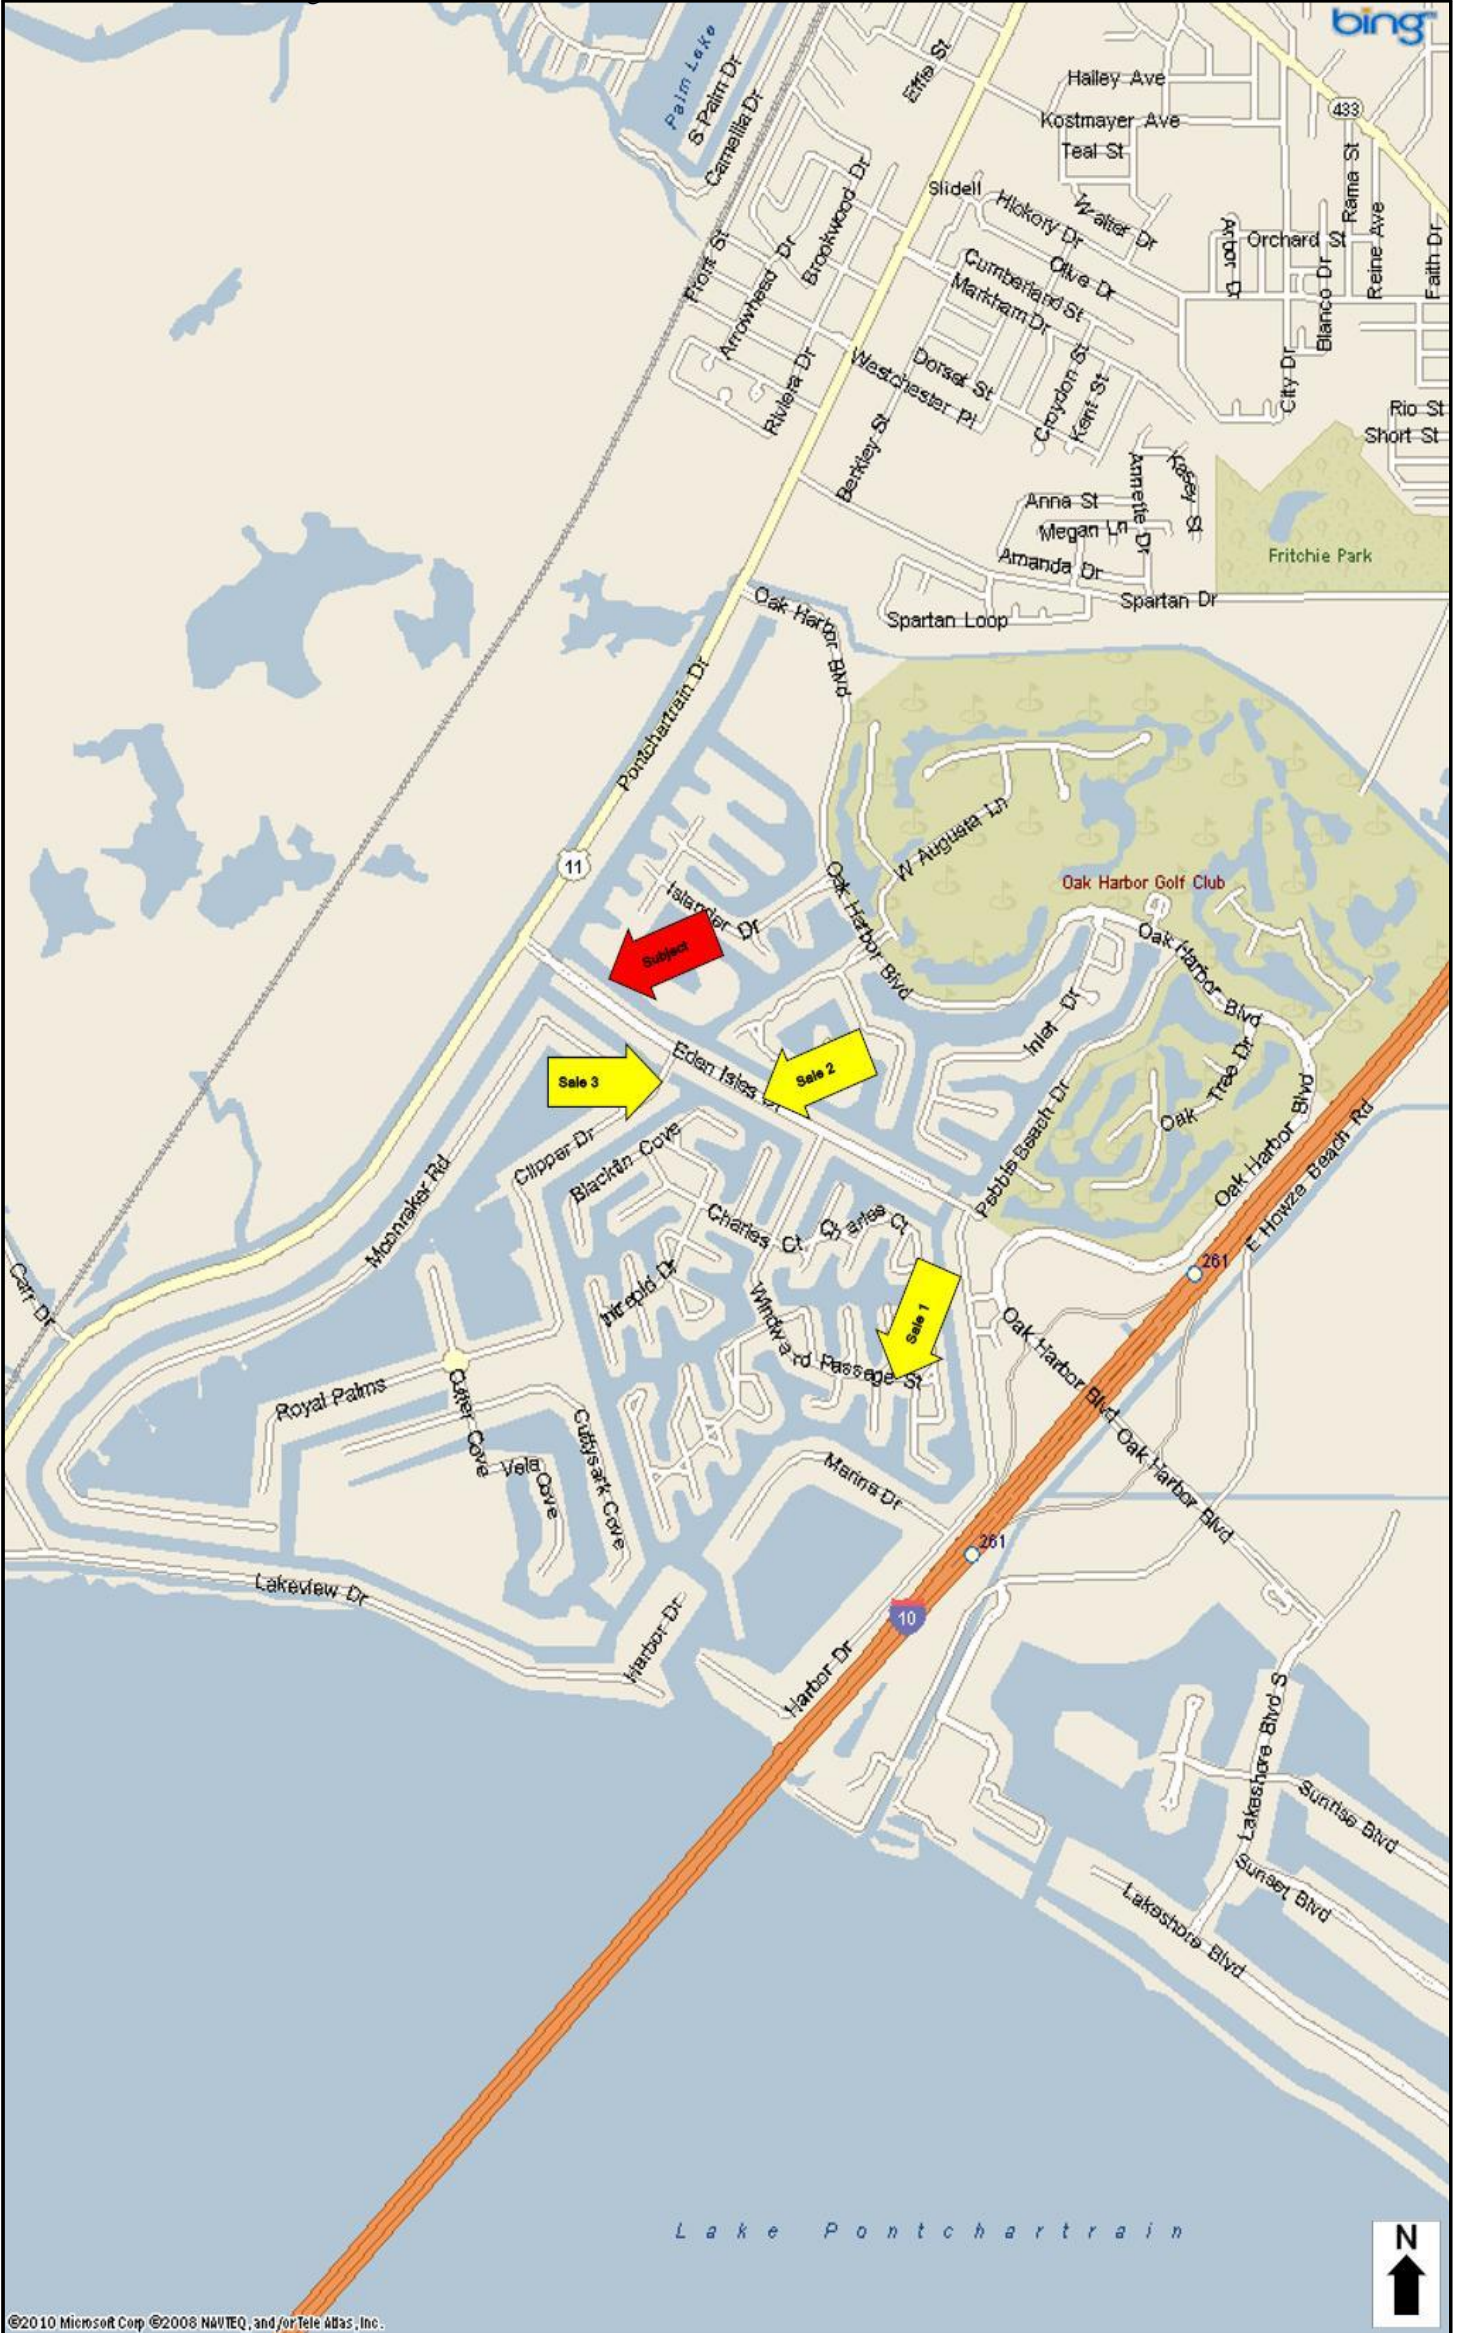 bing
Palm Lake
S Palm Dr
Camellia Dr
Effie St
Hailey Ave
Kostmayer Ave
Teal St
433
Rama St
Slidell
Hickory Dr
Walter Dr
Brookwood Dr
Arbor Dr
Orchard St
Reine Ave
Faith Dr
Front St
Arrowhead Dr
Cumberland St
Olive Dr
Markham Dr
Blanco Dr
Riviera Dr
Westchester Pl
Dorset St
Croydon St
Kent St
City Dr
Rio St
Short St
Berkley St
Annette Dr
Kasey St
Anna St
Megan Ln
Amanda Dr
Fritchie Park
Spartan Dr
Spartan Loop
Oak Harbor Blvd
Pontchartrain Dr
W Augusta Ln
11
Islander Dr
Oak Harbor Blvd
Oak Harbor Golf Club
Subject
Oak Harbor Blvd
Inlet Dr
Eden Isles Dr
Sale 3
Sale 2
Oak Tree Dr
Pebble Beach Dr
Oak Harbor Blvd
E Howze Beach Rd
Clipper Dr
Blackfin Cove
Moonraker Rd
Charles Ct
Charles Ct
261
Carr Dr
Intrepid Dr
Windward Passage St
Sale 1
Oak Harbor Blvd
Royal Palms
Cutter Cove
Cuttysark Cove
Vela Cove
Marina Dr
Oak Harbor Blvd
261
Lakeview Dr
Harbor Dr
10
Harbor Dr
Lakeshore Blvd S
Sunrise Blvd
Sunset Blvd
Lakeshore Blvd
Lake Pontchartrain
N
©2010 Microsoft Corp ©2008 NAVTEQ, and/or Tele Atlas, Inc.